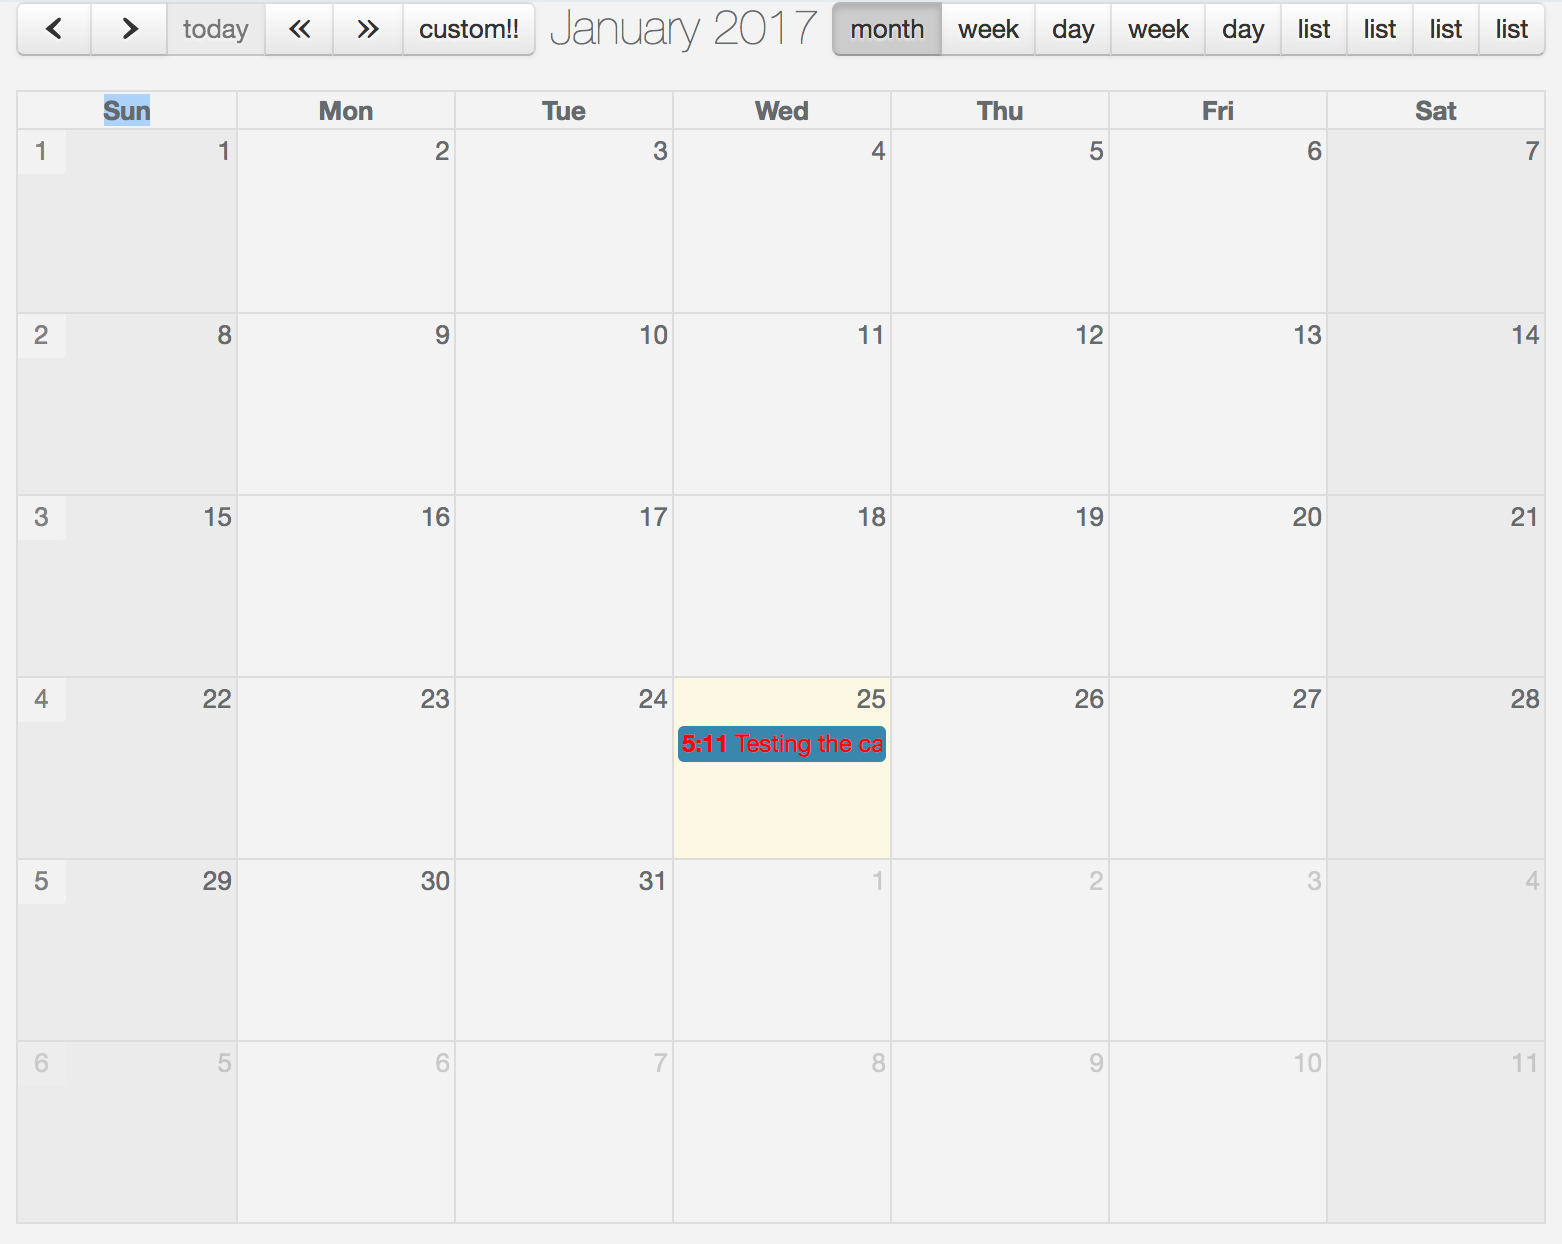 today « » custom!! January 2017 month week day week day list list list list
Sun Mon Tue Wed Thu Fri Sat
1 1 2 3 4 5 6 7
2 8 9 10 11 12 13 14
3 15 16 17 18 19 20 21
4 22 23 24 25 26 27 28
5:11 Testing the ca
5 29 30 31 1 2 3 4
6 5 6 7 8 9 10 11